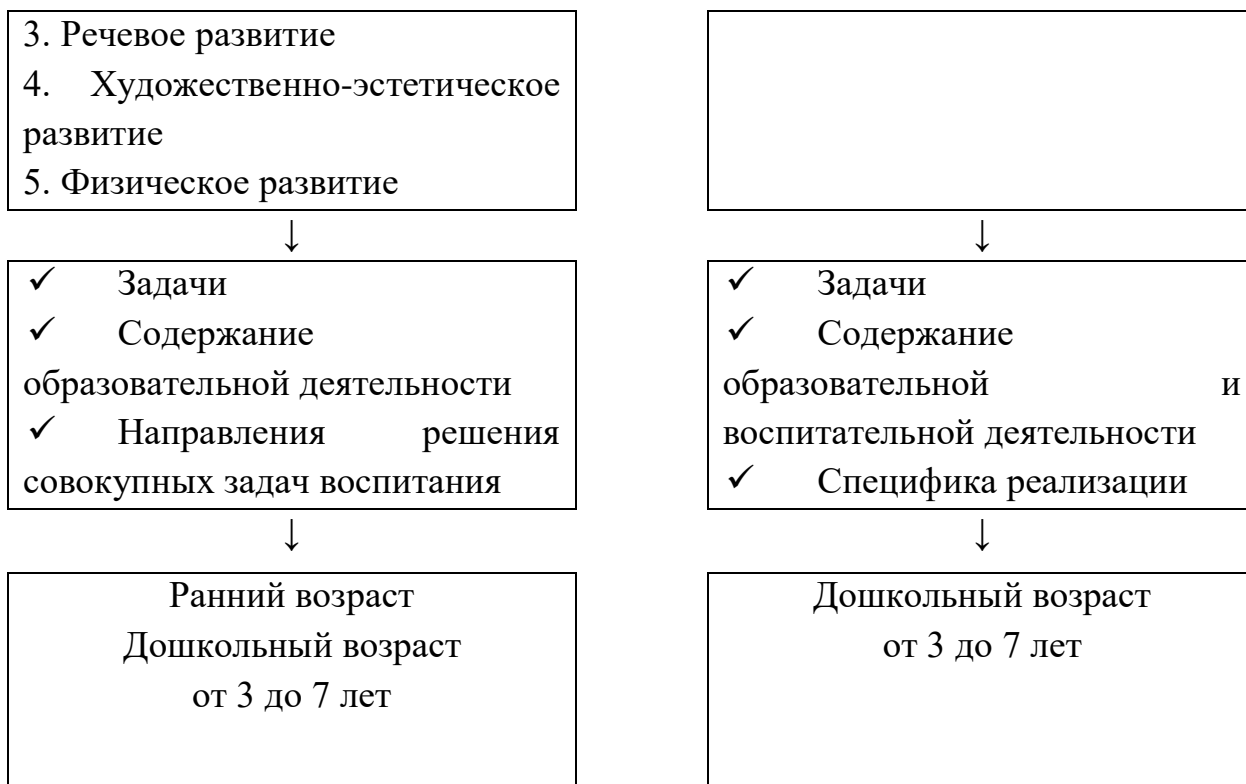 3. Речевое развитие
4. Художественно-эстетическое
развитие
5. Физическое развитие
↓
↓
✓ Задачи
✓ Содержание
образовательной деятельности
✓ Направления решения
совокупных задач воспитания
✓ Задачи
✓ Содержание
образовательной и
воспитательной деятельности
✓ Специфика реализации
↓
↓
Ранний возраст
Дошкольный возраст
от 3 до 7 лет
Дошкольный возраст
от 3 до 7 лет